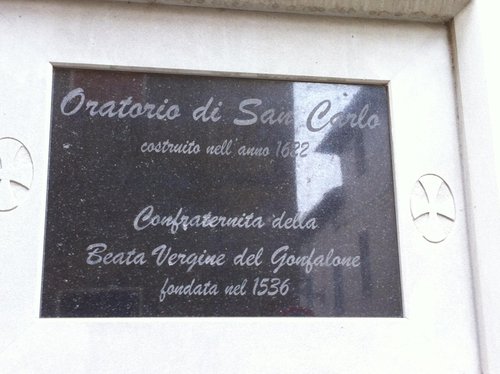 Oratorio di San Carlo
costruito nell'anno 1622
Confraternita della
Beata Vergine del Gonfalone
fondata nel 1536